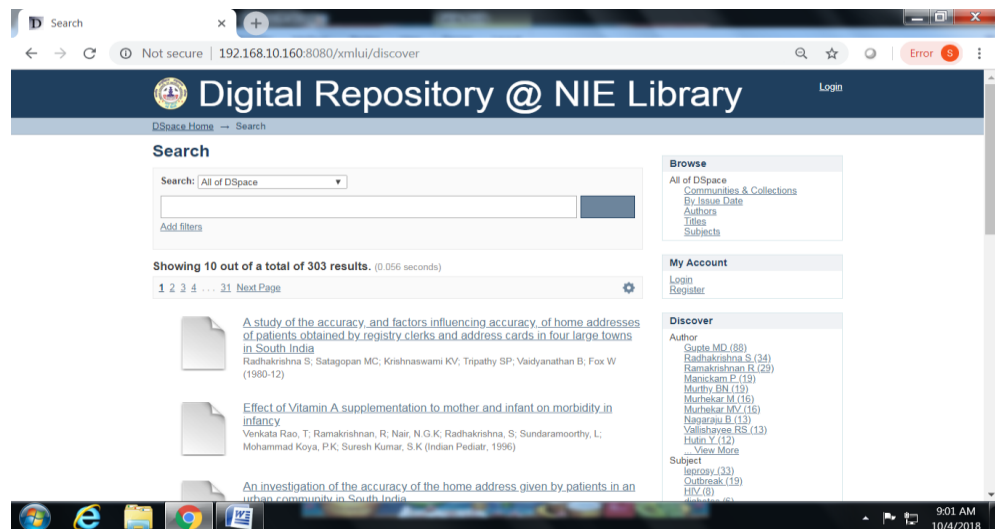 Search
Not secure | 192.168.10.160:8080/xmlui/discover
Error S
Digital Repository @ NIE Library
Login
DSpace Home → Search
Search
Search: All of DSpace
Add filters
Showing 10 out of a total of 303 results. (0.056 seconds)
1 2 3 4 . . . 31 Next Page
A study of the accuracy, and factors influencing accuracy, of home addresses
of patients obtained by registry clerks and address cards in four large towns
in South India
Radhakrishna S; Satagopan MC; Krishnaswami KV; Tripathy SP; Vaidyanathan B; Fox W
(1980-12)
Effect of Vitamin A supplementation to mother and infant on morbidity in
infancy
Venkata Rao, T; Ramakrishnan, R; Nair, N.G.K; Radhakrishna, S; Sundaramoorthy, L;
Mohammad Koya, P.K; Suresh Kumar, S.K (Indian Pediatr, 1996)
An investigation of the accuracy of the home address given by patients in an
urban community in South India
Browse
All of DSpace
Communities & Collections
By Issue Date
Authors
Titles
Subjects
My Account
Login
Register
Discover
Author
Gupte MD (88)
Radhakrishna S (34)
Ramakrishnan R (29)
Manickam P (19)
Murthy BN (19)
Murhekar M (16)
Murhekar MV (16)
Nagaraju B (13)
Vallishayee RS (13)
Hutin Y (12)
... View More
Subject
leprosy (33)
Outbreak (19)
HIV (8)
diabetes (6)
9:01 AM
10/4/2018